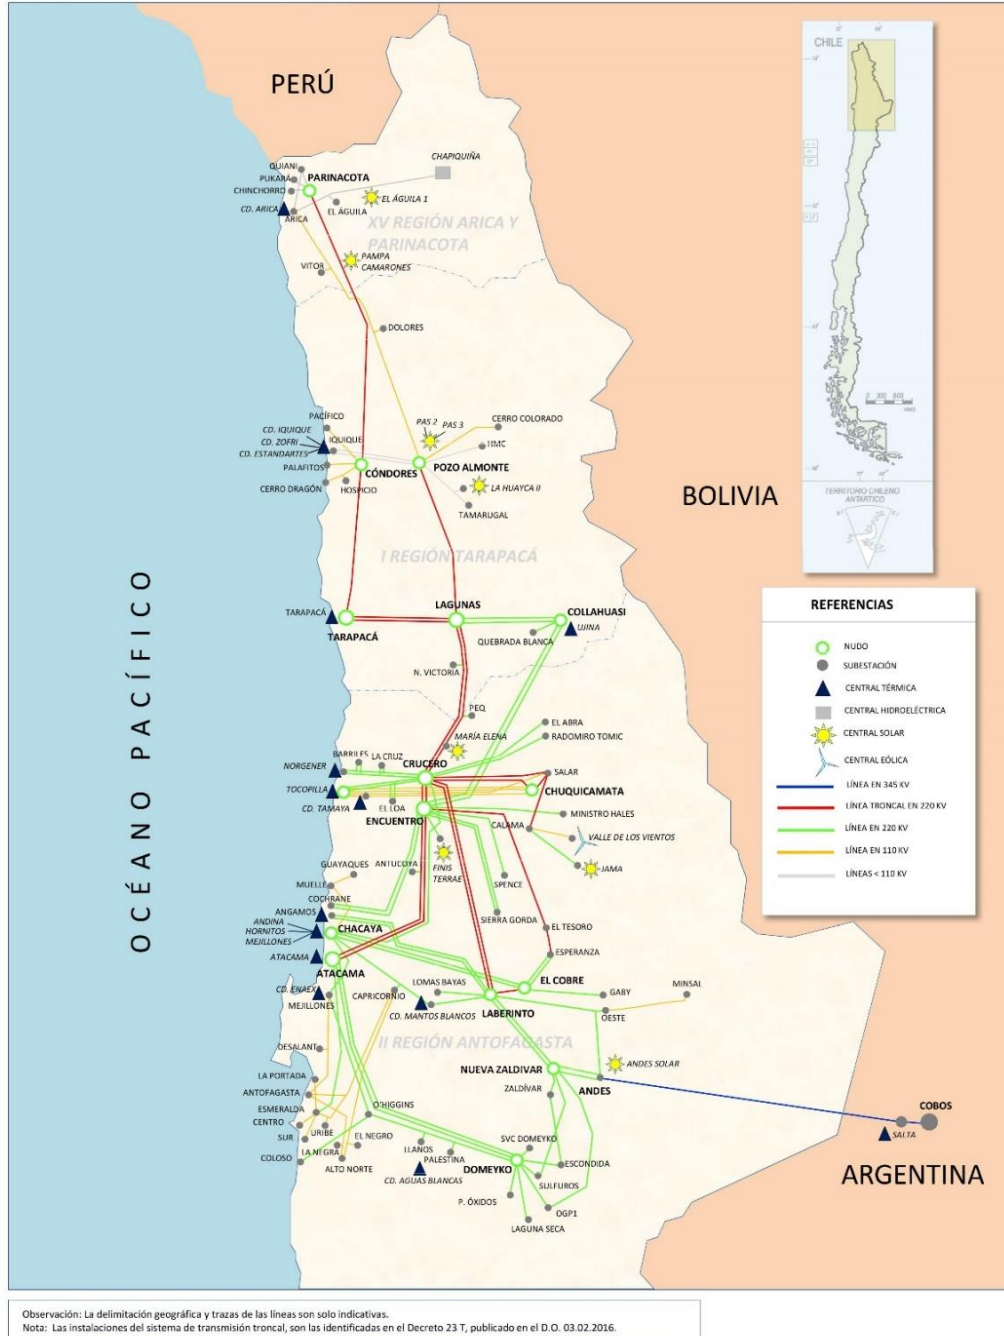 PERÚ
CHILE
CHAPIQUIÑA
QUIANI
PARINACOTA
PUKARÁ
CHINCHORRO
EL ÁGUILA 1
CD. ARICA
ARICA
EL ÁGUILA
XV REGIÓN ARICA Y
PARINACOTA
PAMPA
CAMARONES
VITOR
DOLORES
PACÍFICO
CD. IQUIQUE
CD. ZOFRI
IQUIQUE
CD. ESTANDARTES
PAS 2
PAS 3
CERRO COLORADO
HMC
PALAFITOS
CÓNDORES
POZO ALMONTE
CERRO DRAGÓN
HOSPICIO
LA HUAYCA II
TAMARUGAL
TERRITORIO CHILENO
ANTÁRTICO
BOLIVIA
I REGIÓN TARAPACÁ
OCÉANO PACÍFICO
TARAPACÁ
TARAPACÁ
LAGUNAS
COLLAHUASI
UJINA
QUEBRADA BLANCA
N. VICTORIA
REFERENCIAS
NUDO
SUBESTACIÓN
CENTRAL TÉRMICA
CENTRAL HIDROELÉCTRICA
CENTRAL SOLAR
CENTRAL EÓLICA
LÍNEA EN 345 KV
LÍNEA TRONCAL EN 220 KV
LÍNEA EN 220 KV
LÍNEA EN 110 KV
LÍNEAS < 110 KV
PEQ
EL ABRA
RADOMIRO TOMIC
MARÍA ELENA
BARRILES
LA CRUZ
NORGENER
CRUCERO
SALAR
TOCOPILLA
CHUQUICAMATA
CD. TAMAYA
EL LOA
ENCUENTRO
MINISTRO HALES
CALAMA
VALLE DE LOS VIENTOS
JAMA
GUAYAQUES
ANTUCOYA
FINIS
TERRAE
SPENCE
SIERRA GORDA
MUELLE
COCHRANE
ANGAMOS
ANDINA
HORNITOS
MEJILLONES
CHACAYA
EL TESORO
ESPERANZA
ATACAMA
ATACAMA
CD. ENAEX
MEJILLONES
CAPRICORNIO
LOMAS BAYAS
CD. MANTOS BLANCOS
EL COBRE
LABERINTO
GABY
OESTE
MINSAL
II REGIÓN ANTOFAGASTA
DESALANT
LA PORTADA
ANTOFAGASTA
ESMERALDA
CENTRO
SUR
URIBE
O'HIGGINS
EL NEGRO
LA NEGRA
COLOSO
ALTO NORTE
NUEVA ZALDIVAR
ZALDÍVAR
ANDES SOLAR
ANDES
COBOS
SALTA
ARGENTINA
LLANOS
PALESTINA
CD. AGUAS BLANCAS
SVC DOMEYKO
DOMEYKO
ESCONDIDA
SULFUROS
P. ÓXIDOS
OGP1
LAGUNA SECA
Observación: La delimitación geográfica y trazas de las líneas son solo indicativas.
Nota: Las instalaciones del sistema de transmisión troncal, son las identificadas en el Decreto 23 T, publicado en el D.O. 03.02.2016.